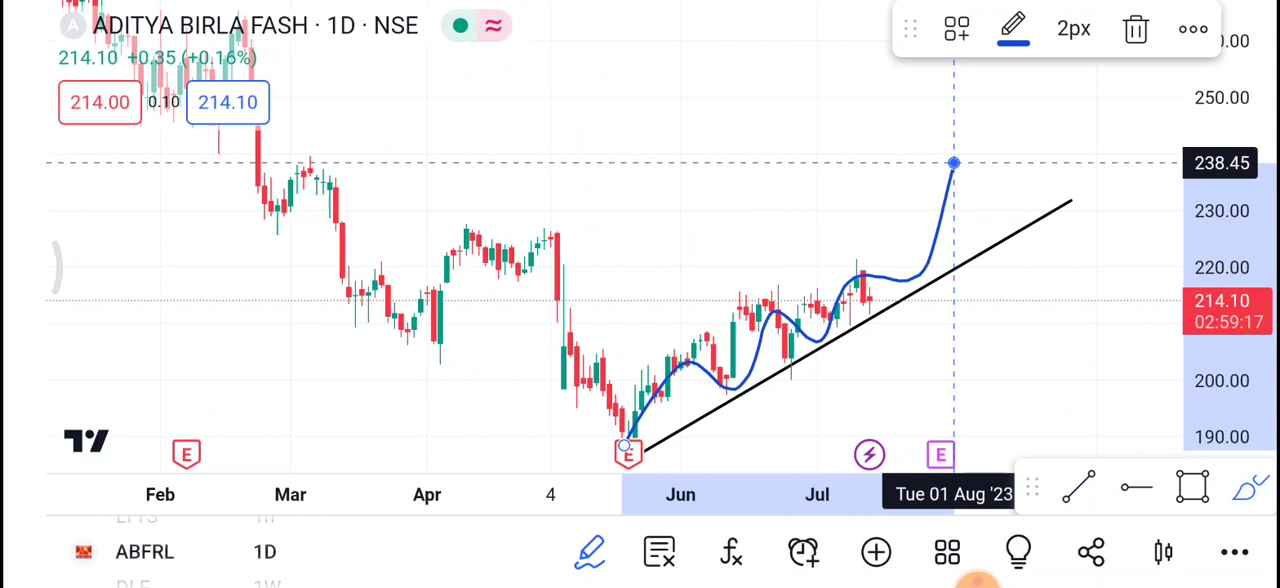 A ADITYA BIRLA FASH · 1D · NSE
214.10 +0.35 (+0.16%)
214.00 0.10 214.10
2px
250.00
238.45
230.00
220.00
214.10
02:59:17
200.00
190.00
E E E
Feb Mar Apr 4 Jun Jul Tue 01 Aug '23
ABFRL 1D